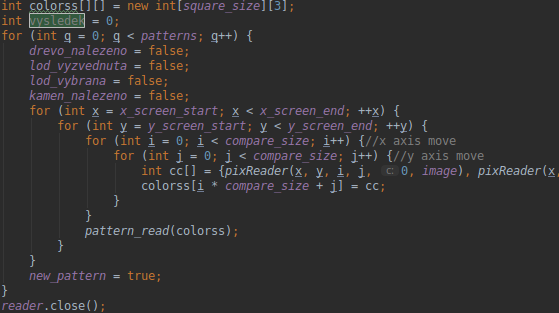 int colorss[][] = new int[square_size][3];
int vysledek = 0;
for (int q = 0; q < patterns; q++) {
drevo_nalezeno = false;
lod_vyzvednuta = false;
lod_vybrana = false;
kamen_nalezeno = false;
for (int x = x_screen_start; x < x_screen_end; ++x) {
for (int y = y_screen_start; y < y_screen_end; ++y) {
for (int i = 0; i < compare_size; i++) {//x axis move
for (int j = 0; j < compare_size; j++) {//y axis move
int cc[] = {pixReader(x, y, i, j, c: 0, image), pixReader(x,
colorss[i * compare_size + j] = cc;
}
}
pattern_read(colorss);
}
}
new_pattern = true;
}
reader.close();